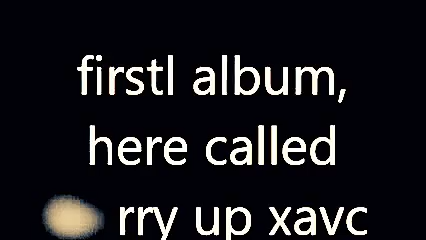 firstl album,
here called
rry up xavc